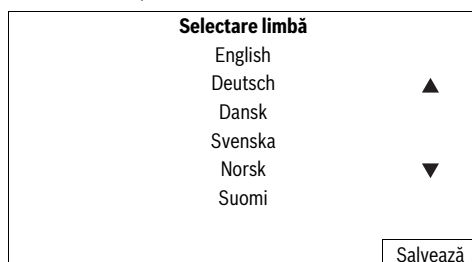 Selectare limbă
English
Deutsch
Dansk
Svenska
Norsk
Suomi
Salvează